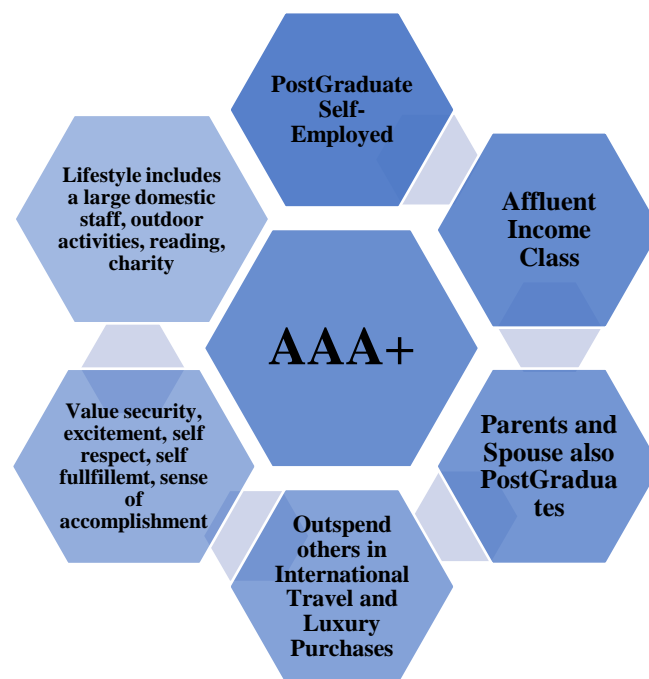 PostGraduate
Self-
Employed
Affluent
Income
Class
Parents and
Spouse also
PostGradua
tes
Outspend
others in
International
Travel and
Luxury
Purchases
Value security,
excitement, self
respect, self
fullfillemt, sense
of
accomplishment
Lifestyle includes
a large domestic
staff, outdoor
activities, reading,
charity
AAA+